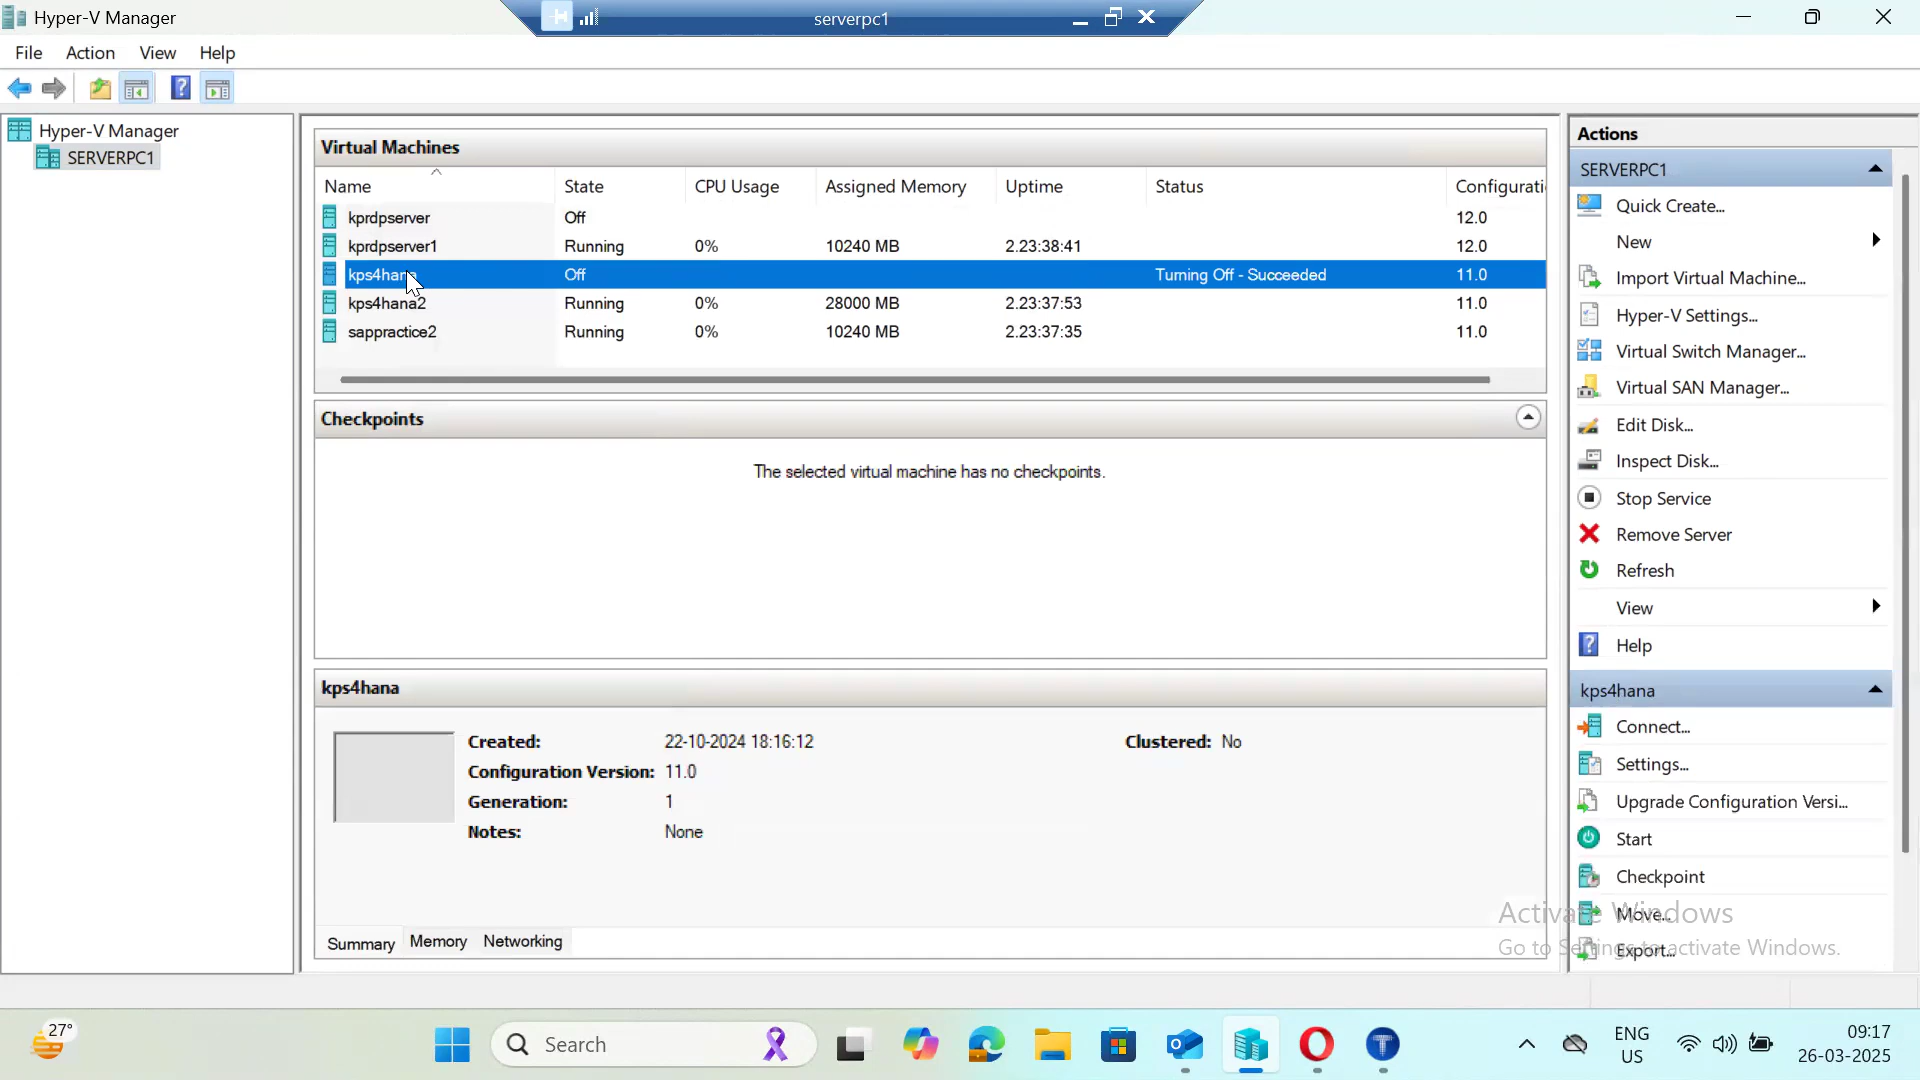 Hyper-V Manager
serverpc1
File Action View Help
Hyper-V Manager
SERVERPC1
Virtual Machines
Name State CPU Usage Assigned Memory Uptime Status Configurati
kprdpserver Off 12.0
kprdpserver1 Running 0% 10240 MB 2.23:38:41 12.0
kps4hana Off Turning Off - Succeeded 11.0
kps4hana2 Running 0% 28000 MB 2.23:37:53 11.0
sappractice2 Running 0% 10240 MB 2.23:37:35 11.0
Checkpoints
The selected virtual machine has no checkpoints.
kps4hana
Created: 22-10-2024 18:16:12 Clustered: No
Configuration Version: 11.0
Generation: 1
Notes: None
Summary Memory Networking
Actions
SERVERPC1
Quick Create...
New
Import Virtual Machine...
Hyper-V Settings...
Virtual Switch Manager...
Virtual SAN Manager...
Edit Disk...
Inspect Disk...
Stop Service
Remove Server
Refresh
View
Help
kps4hana
Connect...
Settings...
Upgrade Configuration Versi...
Start
Checkpoint
Move...
Export...
Activate Windows
Go to Settings to activate Windows.
27°
Search
ENG
US
09:17
26-03-2025